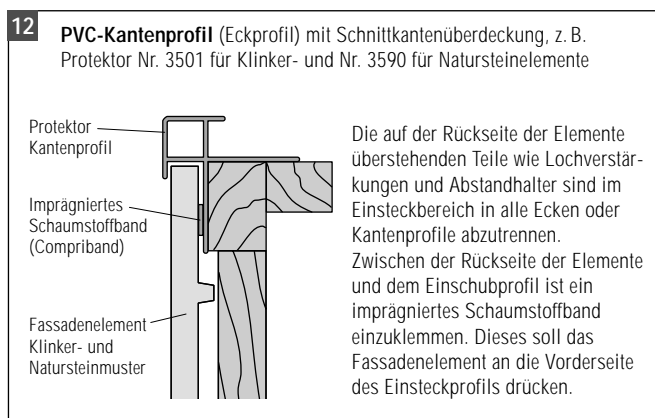 12
PVC-Kantenprofil (Eckprofil) mit Schnittkantenüberdeckung, z. B.
Protektor Nr. 3501 für Klinker- und Nr. 3590 für Natursteinelemente
Protektor
Kantenprofil
Imprägniertes
Schaumstoffband
(Compriband)
Fassadenelement
Klinker- und
Natursteinmuster
Die auf der Rückseite der Elemente
überstehenden Teile wie Lochverstär-
kungen und Abstandhalter sind im
Einsteckbereich in alle Ecken oder
Kantenprofile abzutrennen.
Zwischen der Rückseite der Elemente
und dem Einschubprofil ist ein
imprägniertes Schaumstoffband
einzuklemmen. Dieses soll das
Fassadenelement an die Vorderseite
des Einsteckprofils drücken.